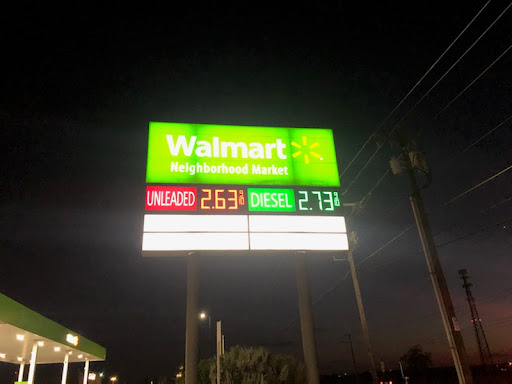 Walmart
Neighborhood Market
UNLEADED 2.63 9/10 DIESEL 2.73 9/10